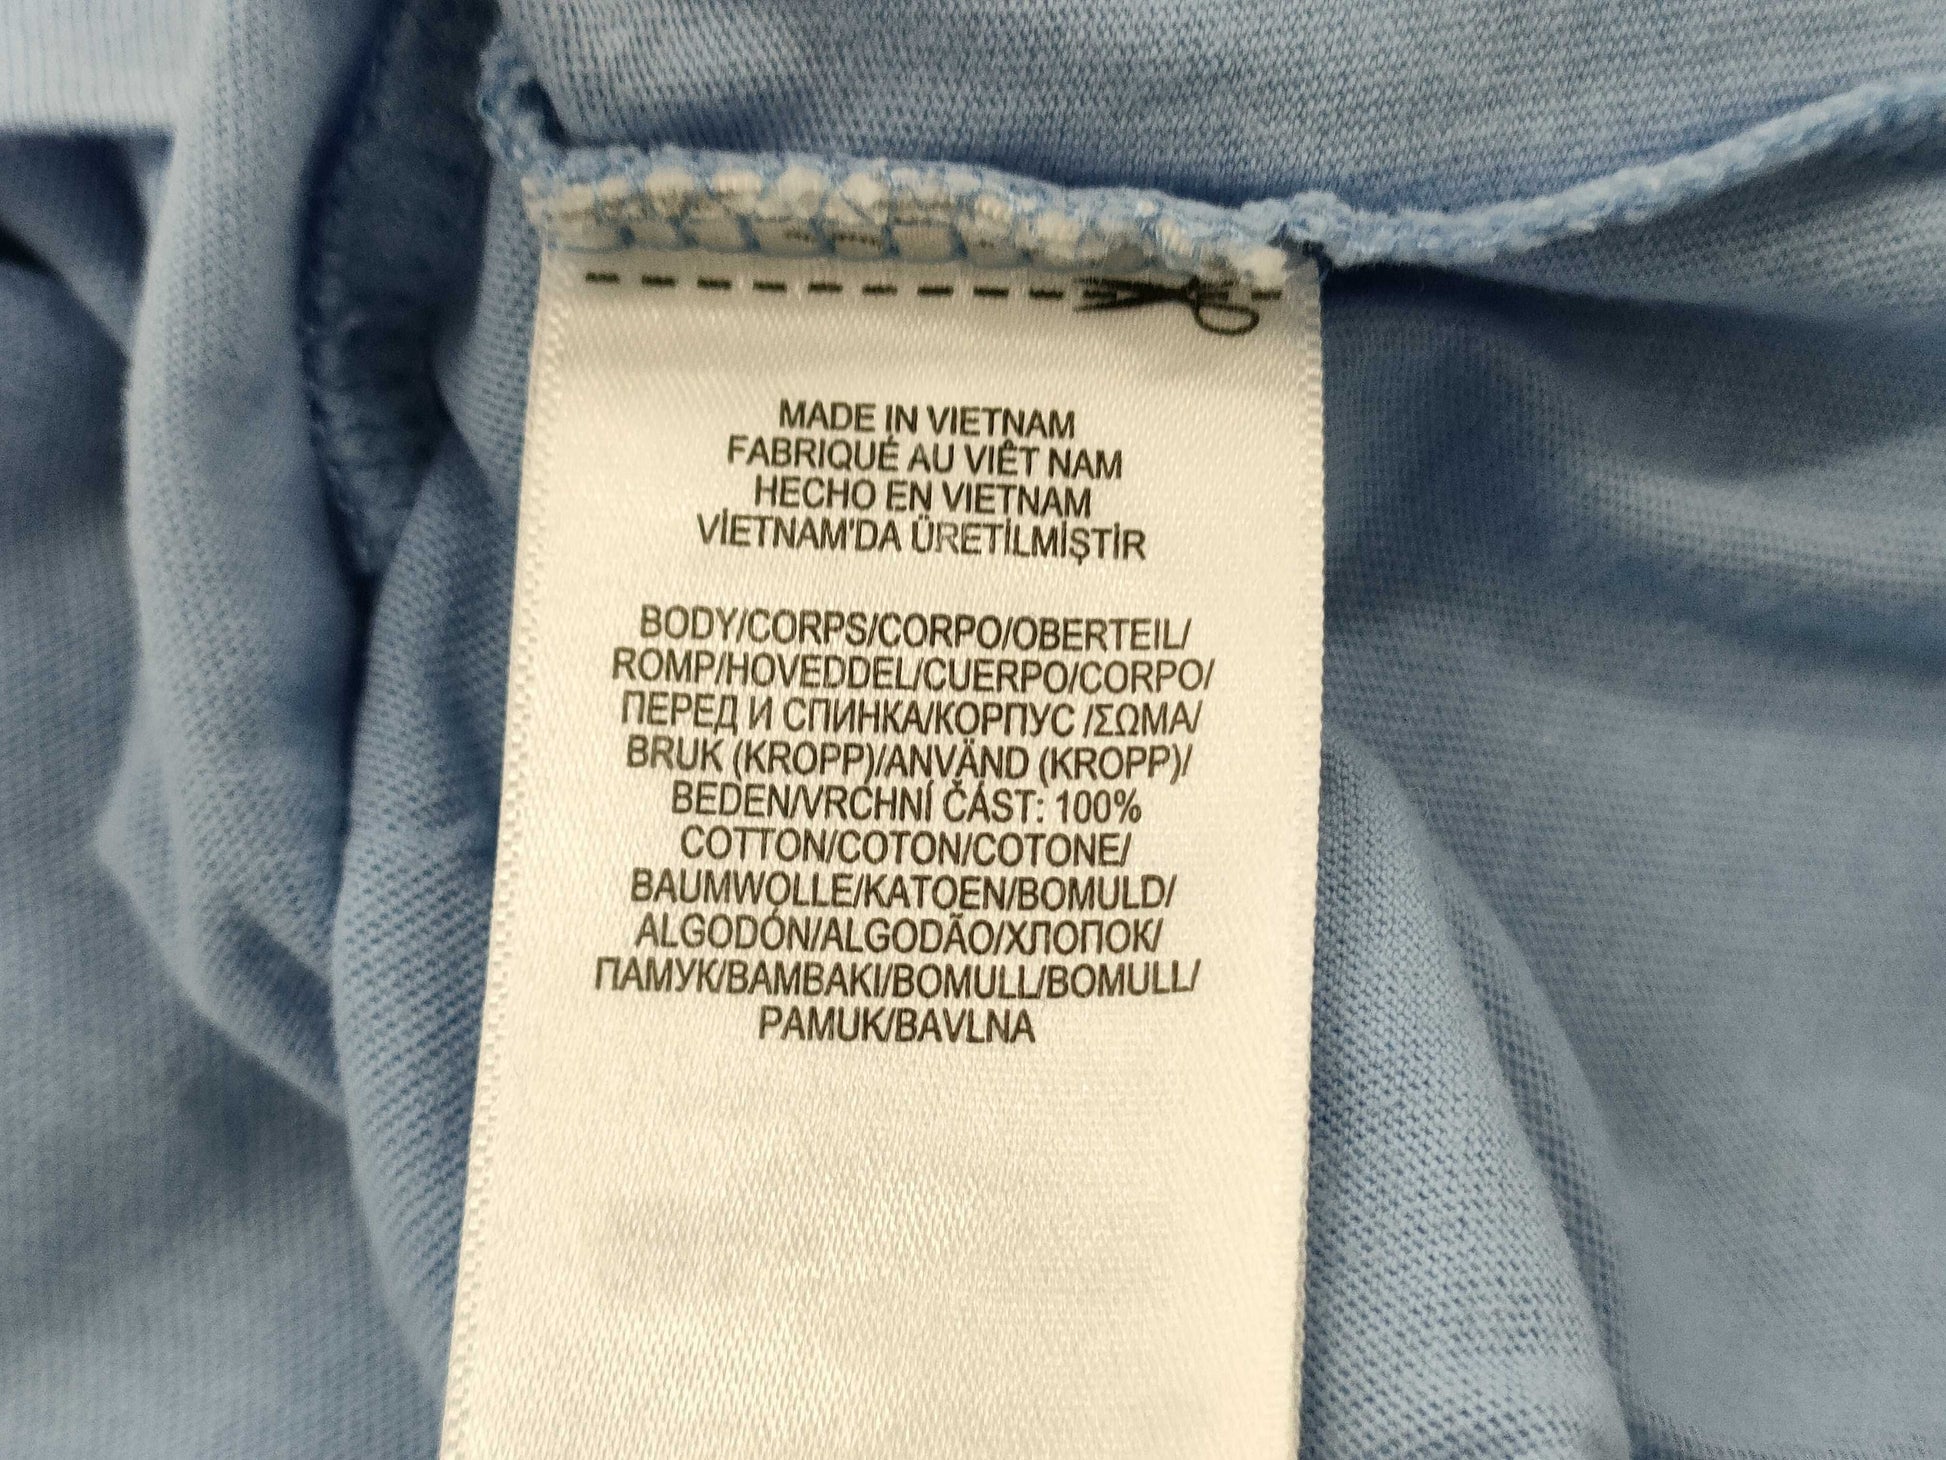 MADE IN VIETNAM
FABRIQUÉ AU VIÊT NAM
HECHO EN VIETNAM
VİETNAM'DA ÜRETİLMİŞTİR
BODY/CORPS/CORPO/OBERTEIL/
ROMP/HOVEDDEL/CUERPO/CORPO/
ПЕРЕД И СПИНКА/КОРПУС /ΣΩΜΑ/
BRUK (KROPP)/ANVÄND (KROPP)/
BEDEN/VRCHNÍ ČÁST: 100%
COTTON/COTON/COTONE/
BAUMWOLLE/KATOEN/BOMULD/
ALGODÓN/ALGODÃO/ХЛОПОК/
ПАМУК/BAMBAKI/BOMULL/BOMULL/
PAMUK/BAVLNA